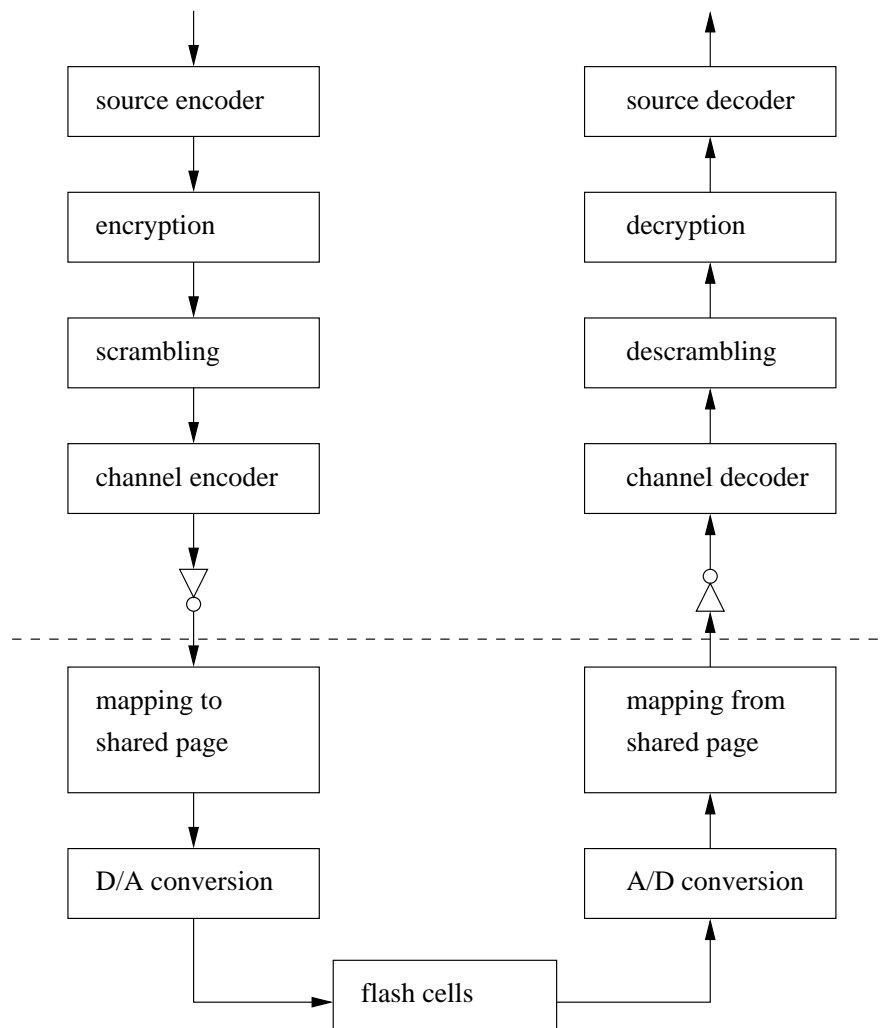 source encoder
encryption
scrambling
channel encoder
mapping to
shared page
D/A conversion
flash cells
source decoder
decryption
descrambling
channel decoder
mapping from
shared page
A/D conversion